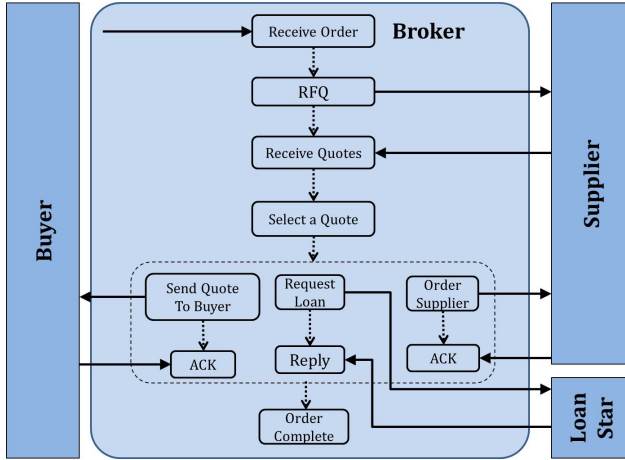 Receive Order
Broker
RFQ
Receive Quotes
Select a Quote
Buyer
Supplier
Send Quote
To Buyer
Request
Loan
Order
Supplier
ACK
Reply
ACK
Order
Complete
Loan
Star